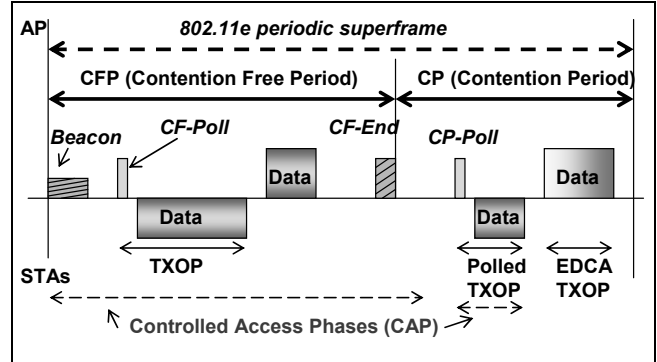 AP
802.11e periodic superframe
CFP (Contention Free Period)
CP (Contention Period)
Beacon
CF-Poll
CF-End
CP-Poll
Data
Data
Data
Data
STAs
TXOP
Polled
TXOP
EDCA
TXOP
Controlled Access Phases (CAP)